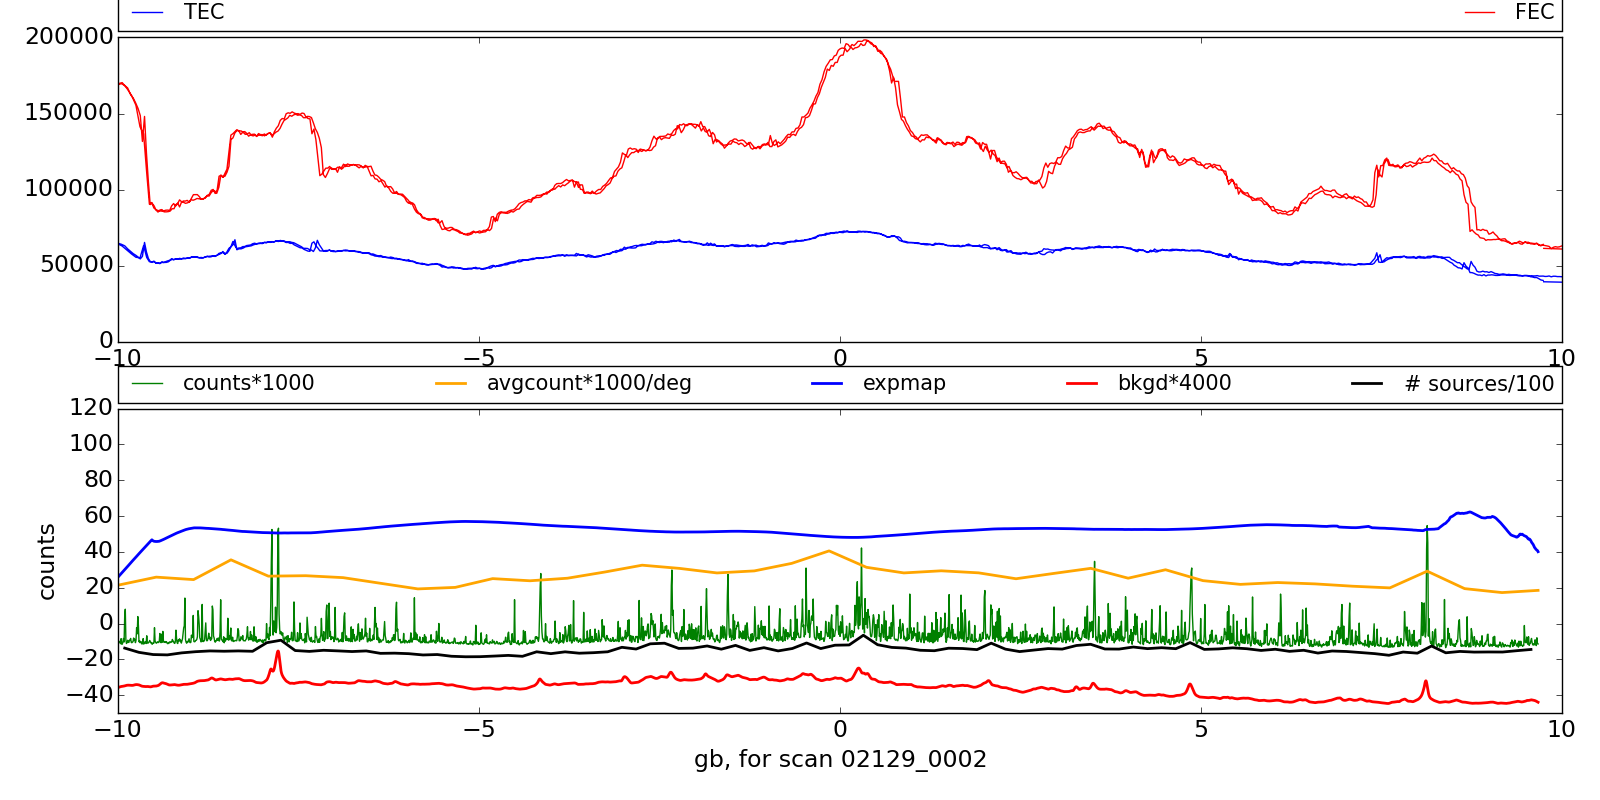 TEC FEC
200000
150000
100000
50000
0
−10 −5 0 5 10
counts*1000 avgcount*1000/deg expmap bkgd*4000 # sources/100
120
100
80
60
40
20
0
−20
−40
counts
−10 −5 0 5 10
gb, for scan 02129_0002